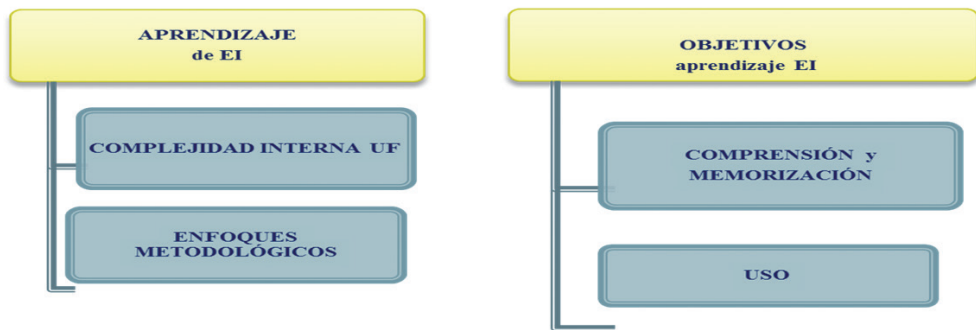 APRENDIZAJE
de EI
COMPLEJIDAD INTERNA UF
ENFOQUES
METODOLÓGICOS
OBJETIVOS
aprendizaje EI
COMPRENSIÓN y
MEMORIZACIÓN
USO